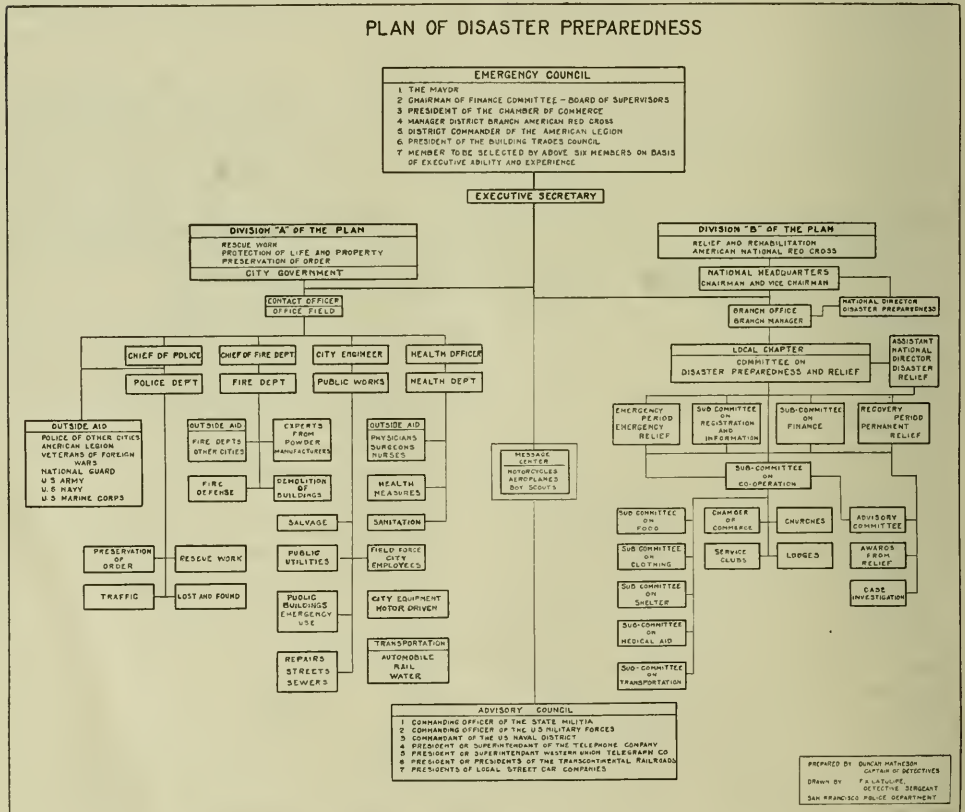 PLAN OF DISASTER PREPAREDNESS
EMERGENCY COUNCIL
1 THE MAYOR
2 CHAIRMAN OF FINANCE COMMITTEE – BOARD OF SUPERVISORS
3 PRESIDENT OF THE CHAMBER OF COMMERCE
4 MANAGER DISTRICT BRANCH AMERICAN RED CROSS
5 DISTRICT COMMANDER OF THE AMERICAN LEGION
6 PRESIDENT OF THE BUILDING TRADES COUNCIL
7 MEMBER TO BE SELECTED BY ABOVE SIX MEMBERS ON BASIS
OF EXECUTIVE ABILITY AND EXPERIENCE
EXECUTIVE SECRETARY
DIVISION "A" OF THE PLAN
RESCUE WORK
PROTECTION OF LIFE AND PROPERTY
PRESERVATION OF ORDER
CITY GOVERNMENT
CONTACT OFFICER
OFFICE FIELD
CHIEF OF POLICE
CHIEF OF FIRE DEPT.
CITY ENGINEER
HEALTH OFFICER
POLICE DEP'T
FIRE DEPT
PUBLIC WORKS
HEALTH DEPT
OUTSIDE AID
POLICE OF OTHER CITIES
AMERICAN LEGION
VETERANS OF FOREIGN
WARS
NATIONAL GUARD
U S ARMY
U. S NAVY
U S MARINE CORPS
OUTSIDE AID
FIRE DEPTS
OTHER CITIES
EXPERTS
FROM
POWDER
MANUFACTURERS
OUTSIDE AID
PHYSICIANS
SURGEONS
NURSES
FIRE
DEFENSE
DEMOLITION
OF
BUILDINGS
HEALTH
MEASURES
SALVAGE
SANITATION
PRESERVATION
OF
ORDER
RESCUE WORK
PUBLIC
UTILITIES
FIELD FORCE
CITY
EMPLOYEES
TRAFFIC
LOST AND FOUND
PUBLIC
BUILDINGS
EMERGENCY
USE
CITY EQUIPMENT
MOTOR DRIVEN
REPAIRS
STREETS
SEWERS
TRANSPORTATION
AUTOMOBILE
RAIL
WATER
MESSAGE
CENTER
MOTORCYCLES
AEROPLANES
BOY SCOUTS
DIVISION "B" OF THE PLAN
RELIEF AND REHABILITATION
AMERICAN NATIONAL RED CROSS
NATIONAL HEADQUARTERS
CHAIRMAN AND VICE CHAIRMAN
BRANCH OFFICE
BRANCH MANAGER
NATIONAL DIRECTOR
DISASTER PREPAREDNESS
LOCAL CHAPTER
COMMITTEE ON
DISASTER PREPAREDNESS AND RELIEF
ASSISTANT
NATIONAL
DIRECTOR
DISASTER
RELIEF
EMERGENCY
PERIOD
EMERGENCY
RELIEF
SUB COMMITTEE
ON
REGISTRATION
AND
INFORMATION
SUB-COMMITTEE
ON
FINANCE
RECOVERY
PERIOD
PERMANENT
RELIEF
SUB-COMMITTEE
ON
CO-OPERATION
SUB COMMITTEE
ON
FOOD
CHAMBER
OF
COMMERCE
CHURCHES
ADVISORY
COMMITTEE
SUB COMMITTEE
ON
CLOTHING
SERVICE
CLUBS
LODGES
AWARDS
FROM
RELIEF
SUB COMMITTEE
ON
SHELTER
CASE
INVESTIGATION
SUB-COMMITTEE
ON
MEDICAL AID
SUB-COMMITTEE
ON
TRANSPORTATION
ADVISORY COUNCIL
1 COMMANDING OFFICER OF THE STATE MILITIA
2 COMMANDING OFFICER OF THE US MILITARY FORCES
3 COMMANDANT OF THE US NAVAL DISTRICT
4 PRESIDENT OR SUPERINTENDANT OF THE TELEPHONE COMPANY
5 PRESIDENT OR SUPERINTENDANT WESTERN UNION TELEGRAPH CO
6 PRESIDENT OR PRESIDENTS OF THE TRANSCONTINENTAL RAILROADS
7 PRESIDENTS OF LOCAL STREET CAR COMPANIES
PREPARED BY DUNCAN MATHESON
CAPTAIN OF DETECTIVES
DRAWN BY F. A. LATULIPE,
DETECTIVE SERGEANT
SAN FRANCISCO POLICE DEPARTMENT